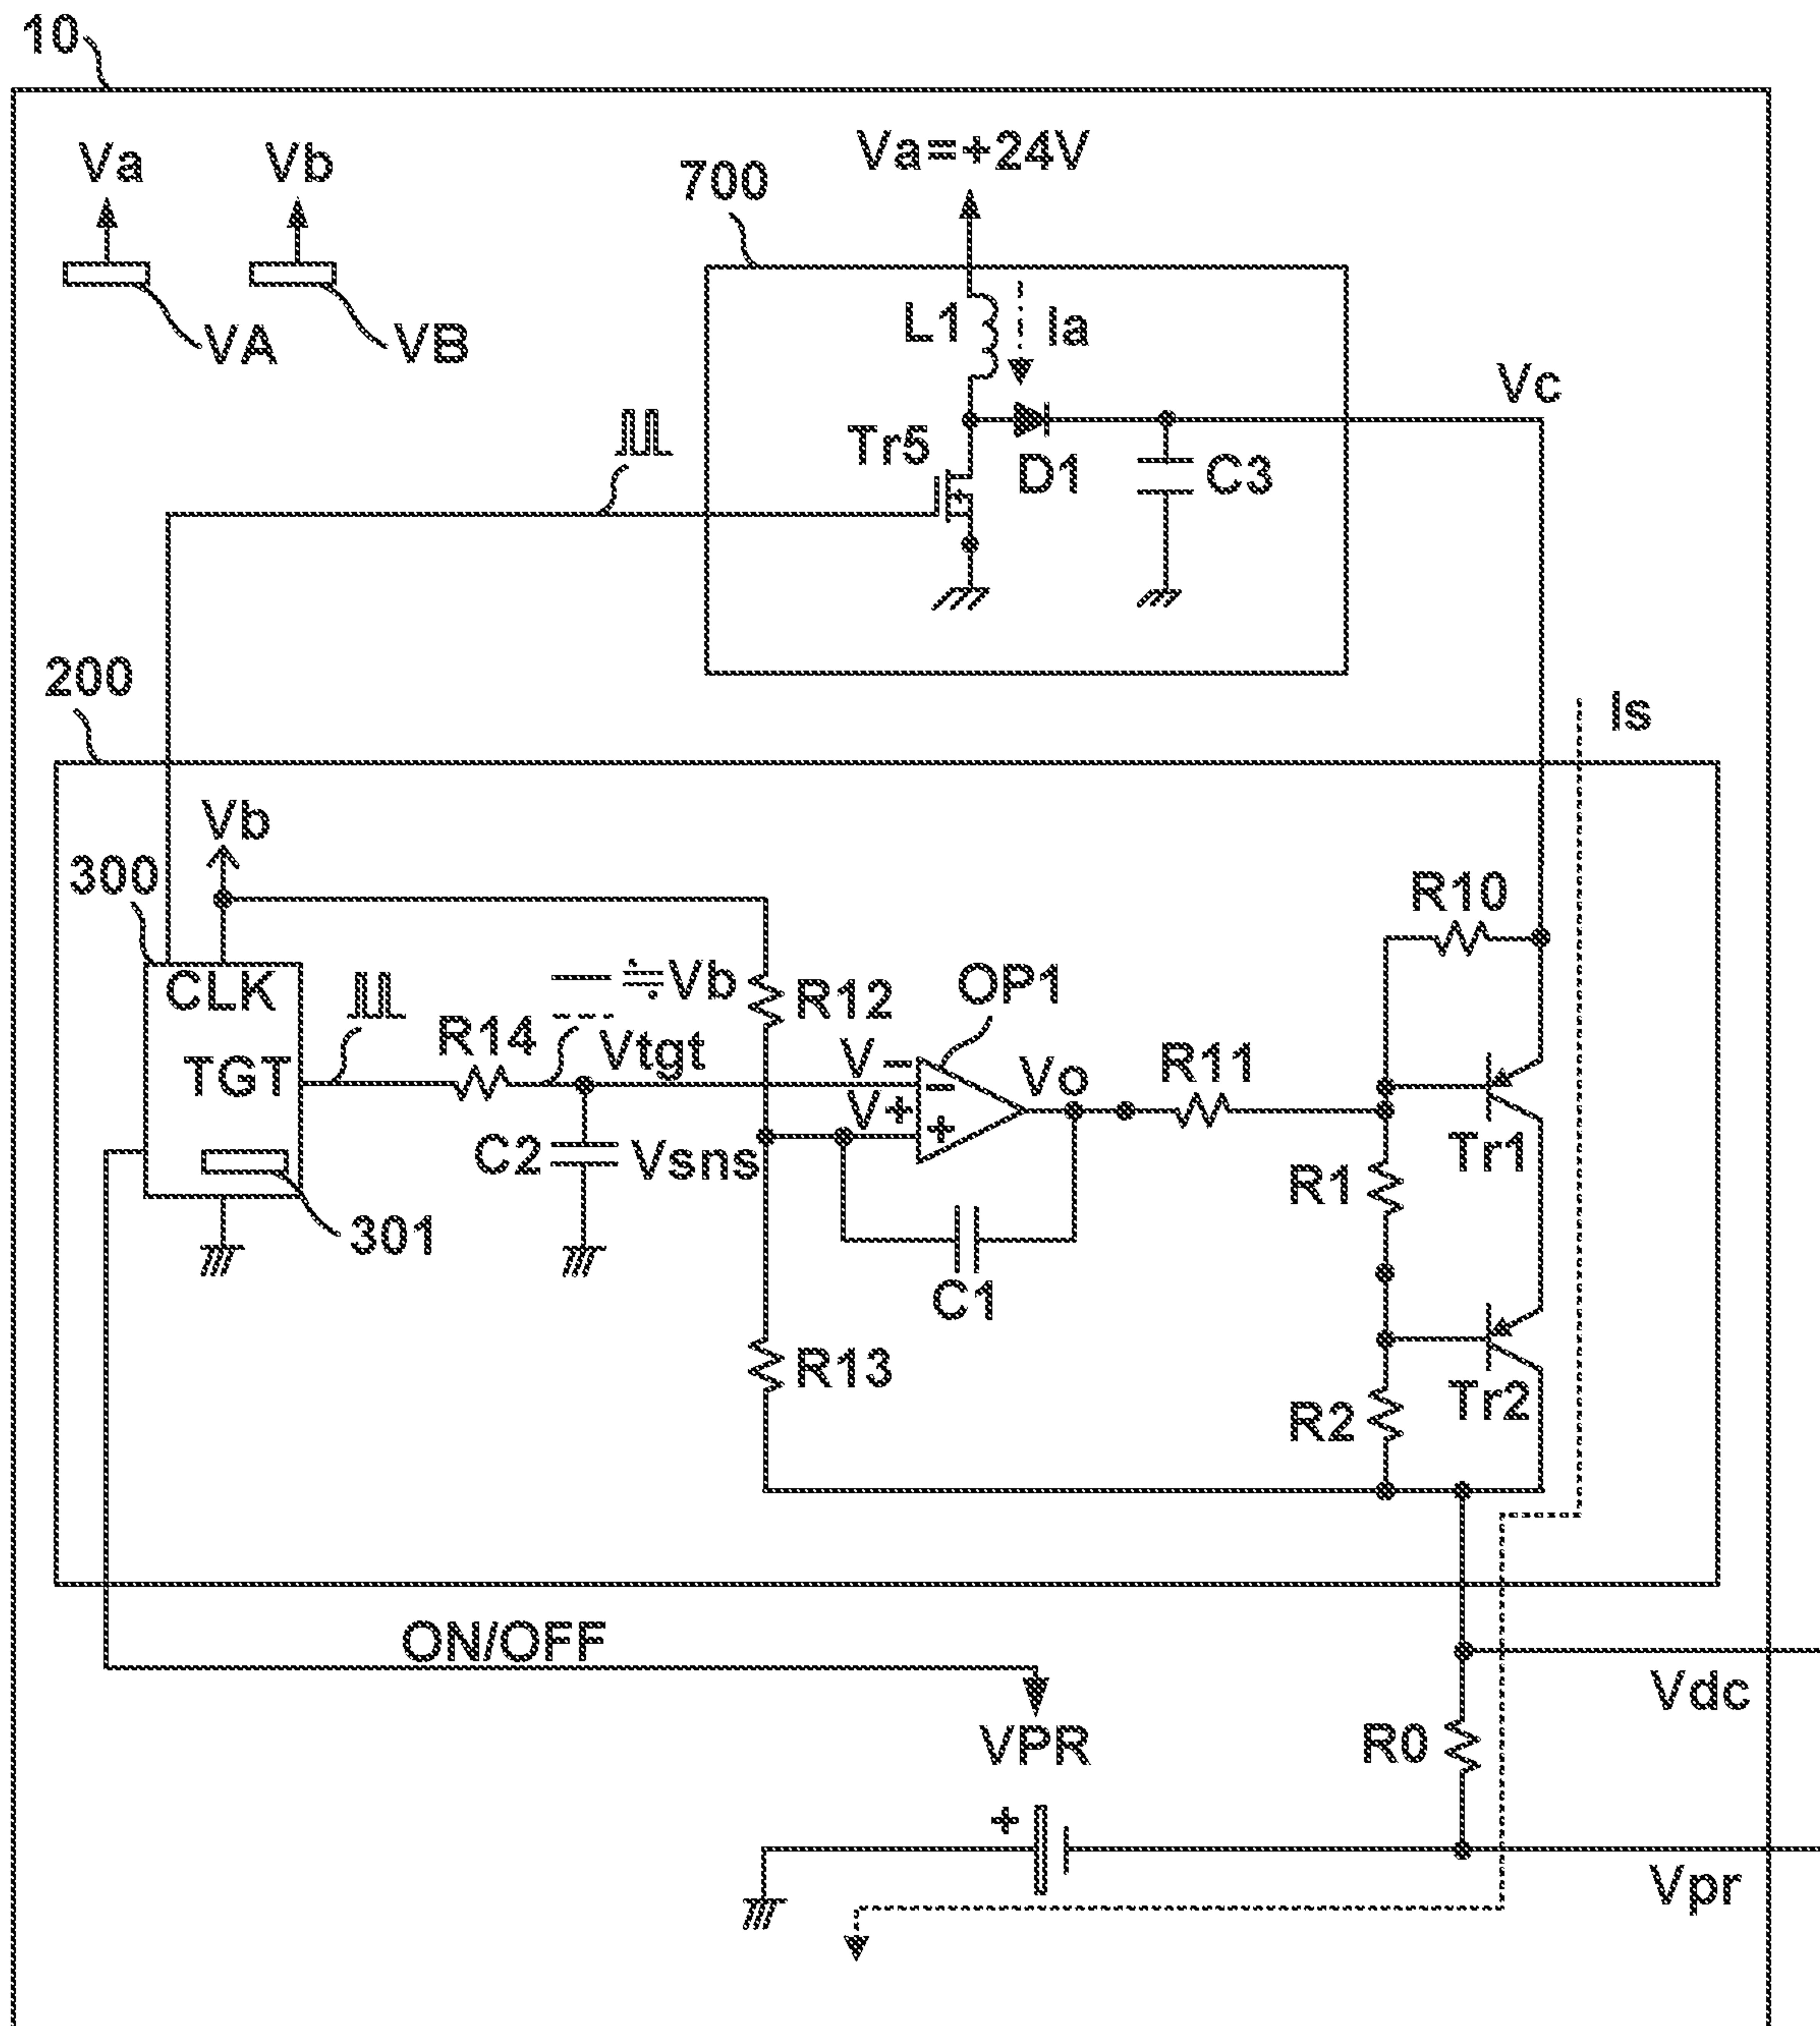 10
Va
Vb
VA
VB
700
Va=+24V
L1
Ia
Vc
Tr5
D1
C3
200
Is
Vb
300
R10
CLK
≒Vb
R12
OP1
TGT
R14
Vtgt
V−
Vo
R11
V+
−
+
C2
Vsns
Tr1
R1
301
C1
R13
R2
Tr2
ON/OFF
Vdc
VPR
R0
+
Vpr